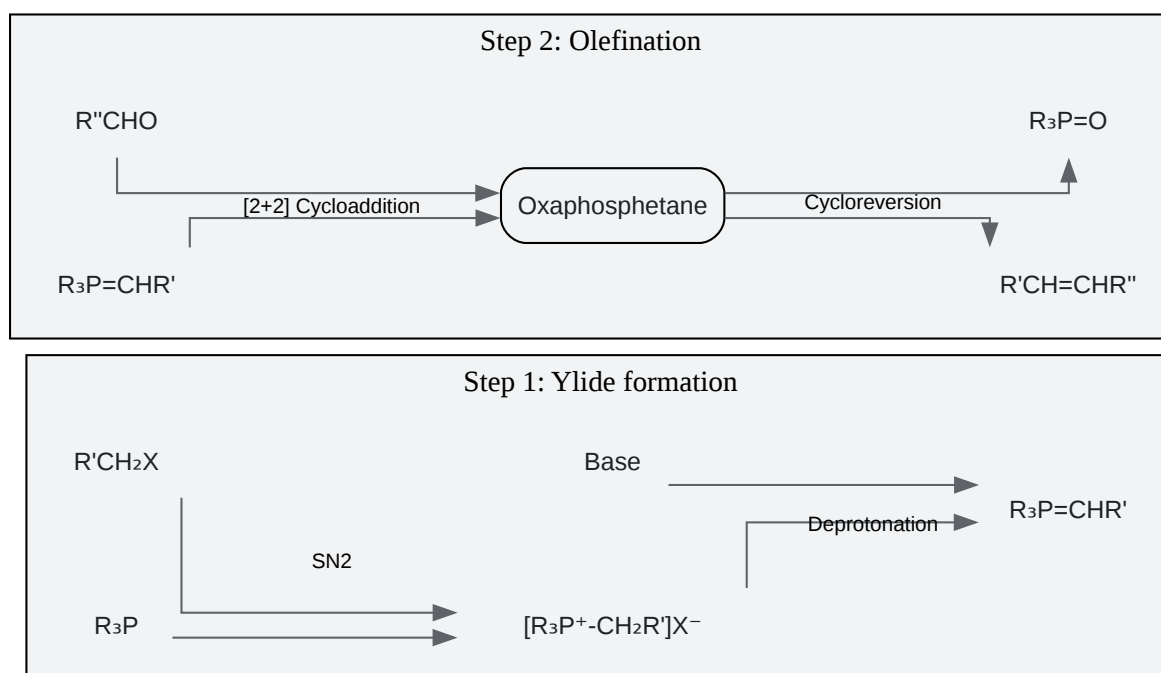 Step 2: Olefination
R''CHO
R₃P=O
[2+2] Cycloaddition
Oxaphosphetane
Cycloreversion
R₃P=CHR'
R'CH=CHR''
Step 1: Ylide formation
R'CH₂X
Base
R₃P=CHR'
Deprotonation
SN2
R₃P
[R₃P⁺-CH₂R']X⁻